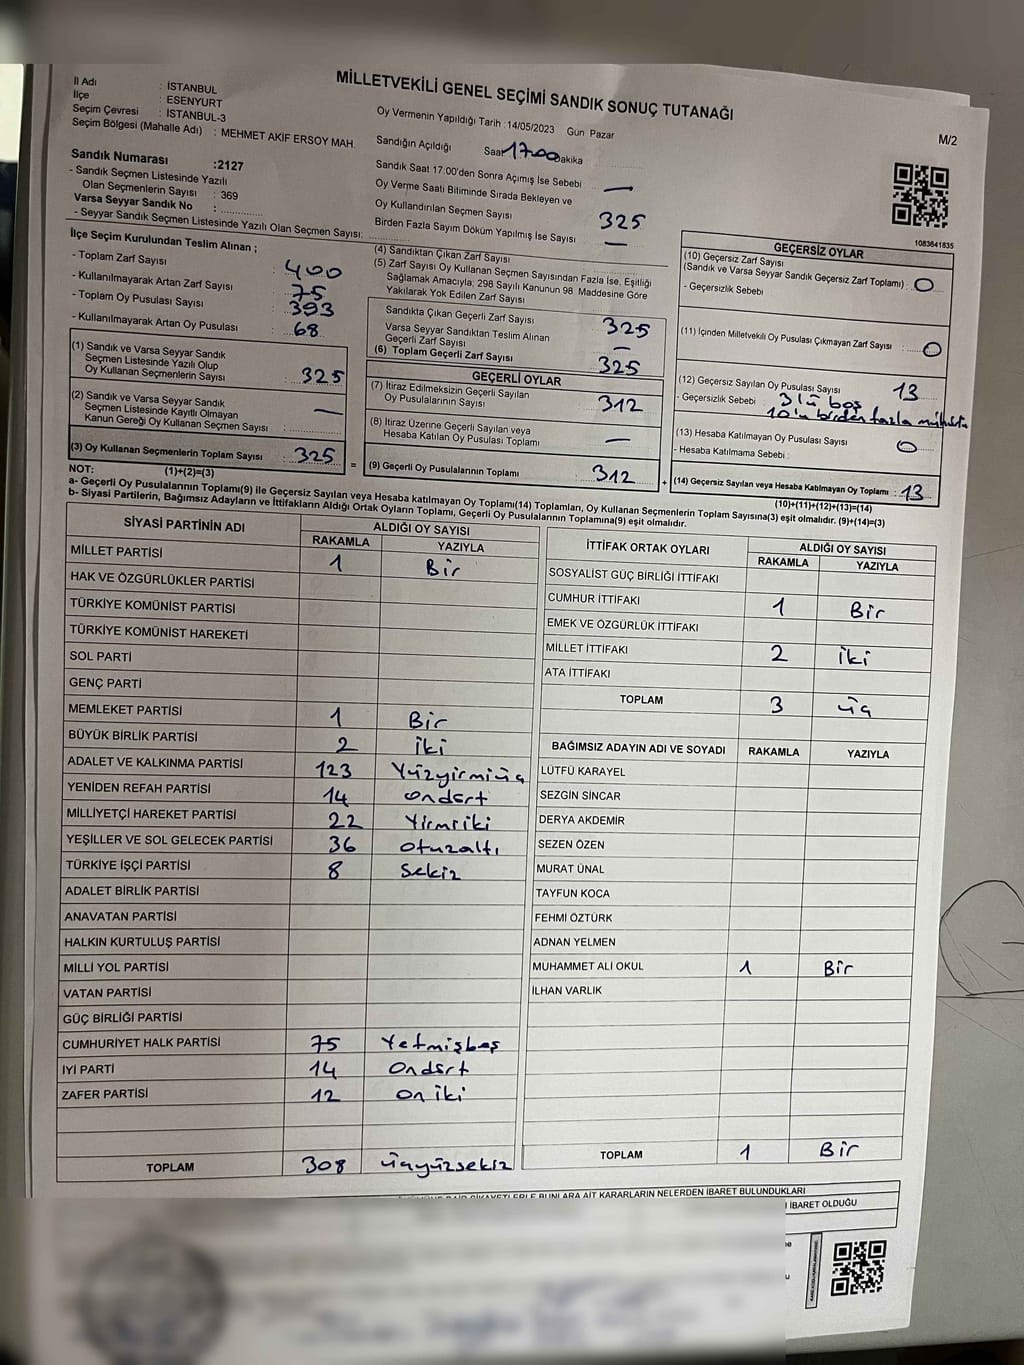 MİLLETVEKİLİ GENEL SEÇİMİ SANDIK SONUÇ TUTANAĞI
M/2
İl Adı : İSTANBUL
İlçe : ESENYURT
Seçim Çevresi : İSTANBUL-3
Seçim Bölgesi (Mahalle Adı) : MEHMET AKİF ERSOY MAH.
Sandık Numarası :2127
- Sandık Seçmen Listesinde Yazılı
Olan Seçmenlerin Sayısı : 369
Varsa Seyyar Sandık No :
- Seyyar Sandık Seçmen Listesinde Yazılı Olan Seçmen Sayısı:
Oy Vermenin Yapıldığı Tarih :14/05/2023 Gün Pazar
Sandığın Açıldığı Saat 17:00 Dakika
Sandık Saat 17:00'den Sonra Açımış İse Sebebi —
Oy Verme Saati Bitiminde Sırada Bekleyen ve
Oy Kullandırılan Seçmen Sayısı 325
Birden Fazla Sayım Döküm Yapılmış İse Sayısı —
1083641835
İlçe Seçim Kurulundan Teslim Alınan ;
- Toplam Zarf Sayısı : 400
- Kullanılmayarak Artan Zarf Sayısı : 75
- Toplam Oy Pusulası Sayısı : 393
- Kullanılmayarak Artan Oy Pusulası : 68
(1) Sandık ve Varsa Seyyar Sandık
Seçmen Listesinde Yazılı Olup
Oy Kullanan Seçmenlerin Sayısı : 325
(2) Sandık ve Varsa Seyyar Sandık
Seçmen Listesinde Kayıtlı Olmayan
Kanun Gereği Oy Kullanan Seçmen Sayısı : —
(3) Oy Kullanan Seçmenlerin Toplam Sayısı : 325
(4) Sandıktan Çıkan Zarf Sayısı
(5) Zarf Sayısı Oy Kullanan Seçmen Sayısından Fazla İse, Eşitliği
Sağlamak Amacıyla; 298 Sayılı Kanunun 98 Maddesine Göre
Yakılarak Yok Edilen Zarf Sayısı
Sandıkta Çıkan Geçerli Zarf Sayısı 325
Varsa Seyyar Sandıktan Teslim Alınan
Geçerli Zarf Sayısı —
(6) Toplam Geçerli Zarf Sayısı 325
GEÇERLİ OYLAR
(7) İtiraz Edilmeksizin Geçerli Sayılan
Oy Pusulalarının Sayısı 312
(8) İtiraz Üzerine Geçerli Sayılan veya
Hesaba Katılan Oy Pusulası Toplamı —
= (9) Geçerli Oy Pusulalarının Toplamı 312 +
GEÇERSİZ OYLAR
(10) Geçersiz Zarf Sayısı
(Sandık ve Varsa Seyyar Sandık Geçersiz Zarf Toplamı) : 0
- Geçersizlik Sebebi
(11) İçinden Milletvekili Oy Pusulası Çıkmayan Zarf Sayısı : 0
(12) Geçersiz Sayılan Oy Pusulası Sayısı 13
- Geçersizlik Sebebi : 3'ü boş
10'u birden fazla mühürlü
(13) Hesaba Katılmayan Oy Pusulası Sayısı 0
- Hesaba Katılmama Sebebi
(14) Geçersiz Sayılan veya Hesaba Katılmayan Oy Toplamı : 13
NOT: (1)+(2)=(3)
(10)+(11)+(12)+(13)=(14)
a- Geçerli Oy Pusulalarının Toplamı(9) ile Geçersiz Sayılan veya Hesaba katılmayan Oy Toplamı(14) Toplamları, Oy Kullanan Seçmenlerin Toplam Sayısına(3) eşit olmalıdır. (9)+(14)=(3)
b- Siyasi Partilerin, Bağımsız Adayların ve İttifakların Aldığı Ortak Oyların Toplamı, Geçerli Oy Pusulalarının Toplamına(9) eşit olmalıdır.
SİYASİ PARTİNİN ADI ALDIĞI OY SAYISI
RAKAMLA YAZIYLA
MİLLET PARTİSİ 1 Bir
HAK VE ÖZGÜRLÜKLER PARTİSİ
TÜRKİYE KOMÜNİST PARTİSİ
TÜRKİYE KOMÜNİST HAREKETİ
SOL PARTİ
GENÇ PARTİ
MEMLEKET PARTİSİ 1 Bir
BÜYÜK BİRLİK PARTİSİ 2 iki
ADALET VE KALKINMA PARTİSİ 123 Yüzyirmiüç
YENİDEN REFAH PARTİSİ 14 ondört
MİLLİYETÇİ HAREKET PARTİSİ 22 Yirmiiki
YEŞİLLER VE SOL GELECEK PARTİSİ 36 otuzaltı
TÜRKİYE İŞÇİ PARTİSİ 8 Sekiz
ADALET BİRLİK PARTİSİ
ANAVATAN PARTİSİ
HALKIN KURTULUŞ PARTİSİ
MİLLİ YOL PARTİSİ
VATAN PARTİSİ
GÜÇ BİRLİĞİ PARTİSİ
CUMHURİYET HALK PARTİSİ 75 Yetmişbeş
İYİ PARTİ 14 Ondört
ZAFER PARTİSİ 12 on iki
TOPLAM 308 üçyüzsekiz
İTTİFAK ORTAK OYLARI ALDIĞI OY SAYISI
RAKAMLA YAZIYLA
SOSYALİST GÜÇ BİRLİĞİ İTTİFAKI
CUMHUR İTTİFAKI 1 Bir
EMEK VE ÖZGÜRLÜK İTTİFAKI
MİLLET İTTİFAKI 2 iki
ATA İTTİFAKI
TOPLAM 3 üç
BAĞIMSIZ ADAYIN ADI VE SOYADI RAKAMLA YAZIYLA
LÜTFÜ KARAYEL
SEZGİN SİNCAR
DERYA AKDEMİR
SEZEN ÖZEN
MURAT ÜNAL
TAYFUN KOCA
FEHMİ ÖZTÜRK
ADNAN YELMEN
MUHAMMET ALİ OKUL 1 Bir
İLHAN VARLIK
TOPLAM 1 Bir
KARARLARIN NELERDEN İBARET BULUNDUKLARI
İBARET OLDUĞU